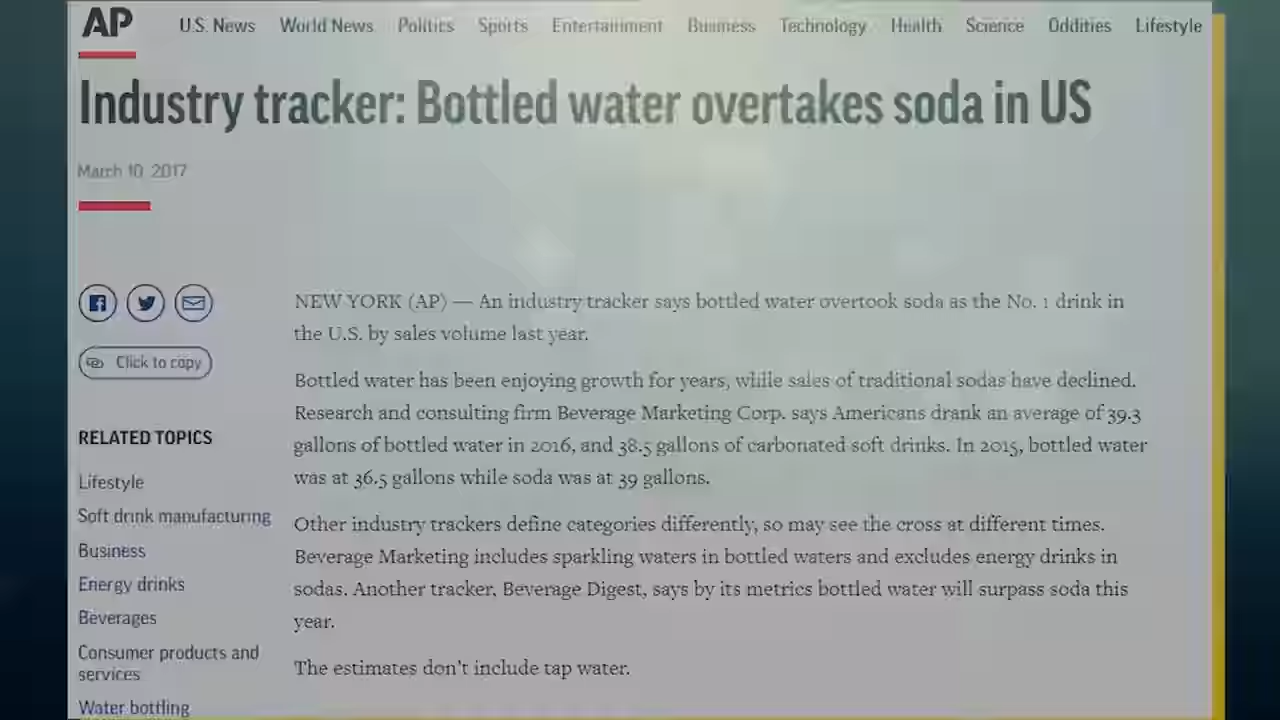 AP U.S. News World News Politics Sports Entertainment Business Technology Health Science Oddities Lifestyle
Industry tracker: Bottled water overtakes soda in US
March 10, 2017
Click to copy
RELATED TOPICS
Lifestyle
Soft drink manufacturing
Business
Energy drinks
Beverages
Consumer products and
services
Water bottling
NEW YORK (AP) — An industry tracker says bottled water overtook soda as the No. 1 drink in
the U.S. by sales volume last year.
Bottled water has been enjoying growth for years, while sales of traditional sodas have declined.
Research and consulting firm Beverage Marketing Corp. says Americans drank an average of 39.3
gallons of bottled water in 2016, and 38.5 gallons of carbonated soft drinks. In 2015, bottled water
was at 36.5 gallons while soda was at 39 gallons.
Other industry trackers define categories differently, so may see the cross at different times.
Beverage Marketing includes sparkling waters in bottled waters and excludes energy drinks in
sodas. Another tracker, Beverage Digest, says by its metrics bottled water will surpass soda this
year.
The estimates don't include tap water.